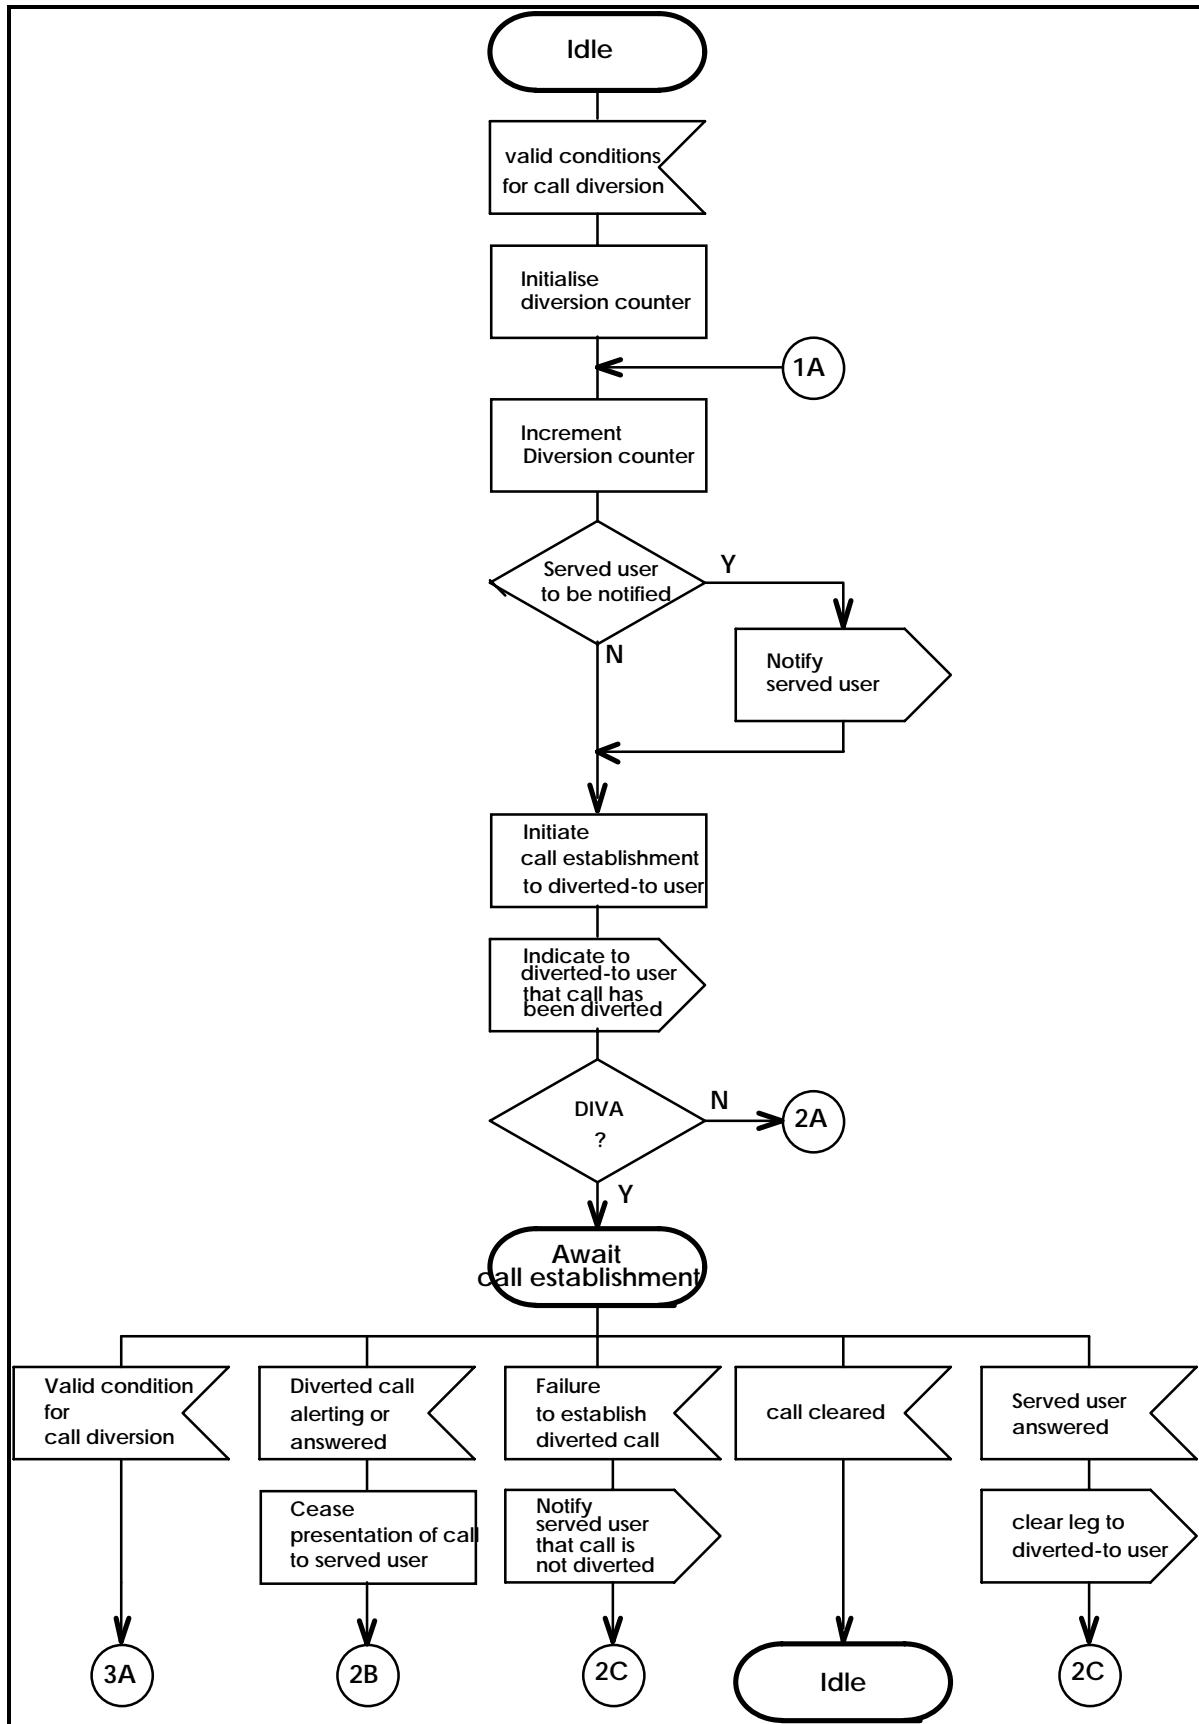 Idle
valid conditions
for call diversion
Initialise
diversion counter
1A
Increment
Diversion counter
Served user
to be notified
Y
N
Notify
served user
Initiate
call establishment
to diverted-to user
Indicate to
diverted-to user
that call has
been diverted
DIVA
?
N
2A
Y
Await
call establishment
Valid condition
for
call diversion
Diverted call
alerting or
answered
Failure
to establish
diverted call
call cleared
Served user
answered
Cease
presentation of call
to served user
Notify
served user
that call is
not diverted
clear leg to
diverted-to user
3A
2B
2C
Idle
2C